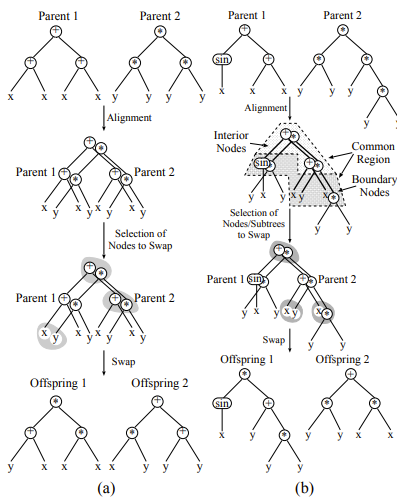 Parent 1 Parent 2
+ *
+ + * *
x x x x y y y y
Alignment
+ *
Parent 1 + * + * Parent 2
x y x y x y x y
Selection of
Nodes to Swap
+ *
Parent 1 + * + * Parent 2
x y x y x y x y
Swap
Offspring 1 Offspring 2
* +
+ * * +
y x x x x y y y
(a)
Parent 1 Parent 2
+ *
sin + * *
x x x y y y *
y y
Alignment
Interior
Nodes
Common
Region
Boundary
Nodes
+ *
sin * + *
y x y x y x *
y y
Selection of
Nodes/Subtrees
to Swap
+ *
Parent 1 sin * + * Parent 2
y x y x y x *
y y
Swap
Offspring 1 Offspring 2
* +
sin + * *
x y * y y x x
y y
(b)